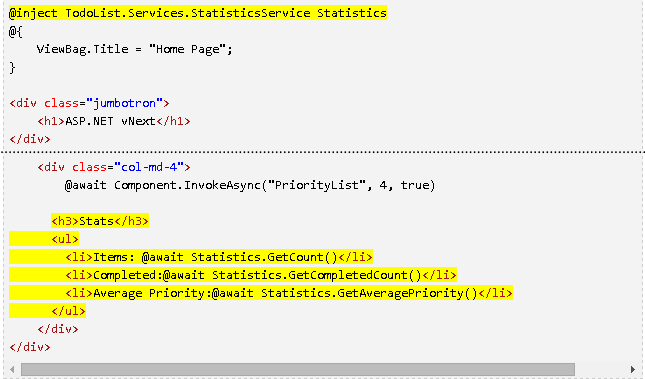 @inject TodoList.Services.StatisticsService Statistics
@{
    ViewBag.Title = "Home Page";
}
<div class="jumbotron">
    <h1>ASP.NET vNext</h1>
</div>
    <div class="col-md-4">
        @await Component.InvokeAsync("PriorityList", 4, true)
      <h3>Stats</h3>
      <ul>
        <li>Items: @await Statistics.GetCount()</li>
        <li>Completed:@await Statistics.GetCompletedCount()</li>
        <li>Average Priority:@await Statistics.GetAveragePriority()</li>
      </ul>
    </div>
</div>